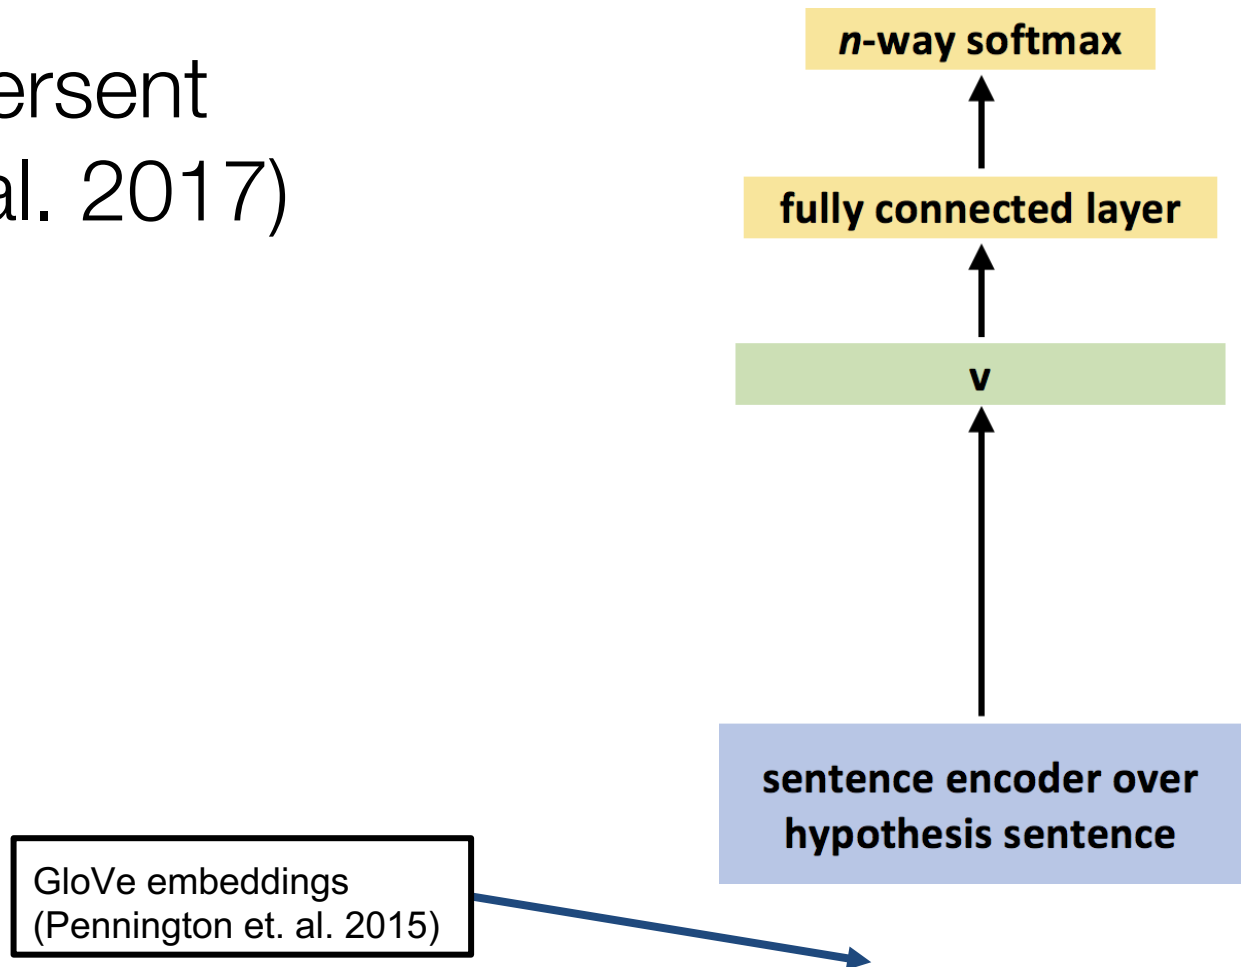 ersent
al. 2017)
n-way softmax
fully connected layer
v
sentence encoder over
hypothesis sentence
GloVe embeddings
(Pennington et. al. 2015)